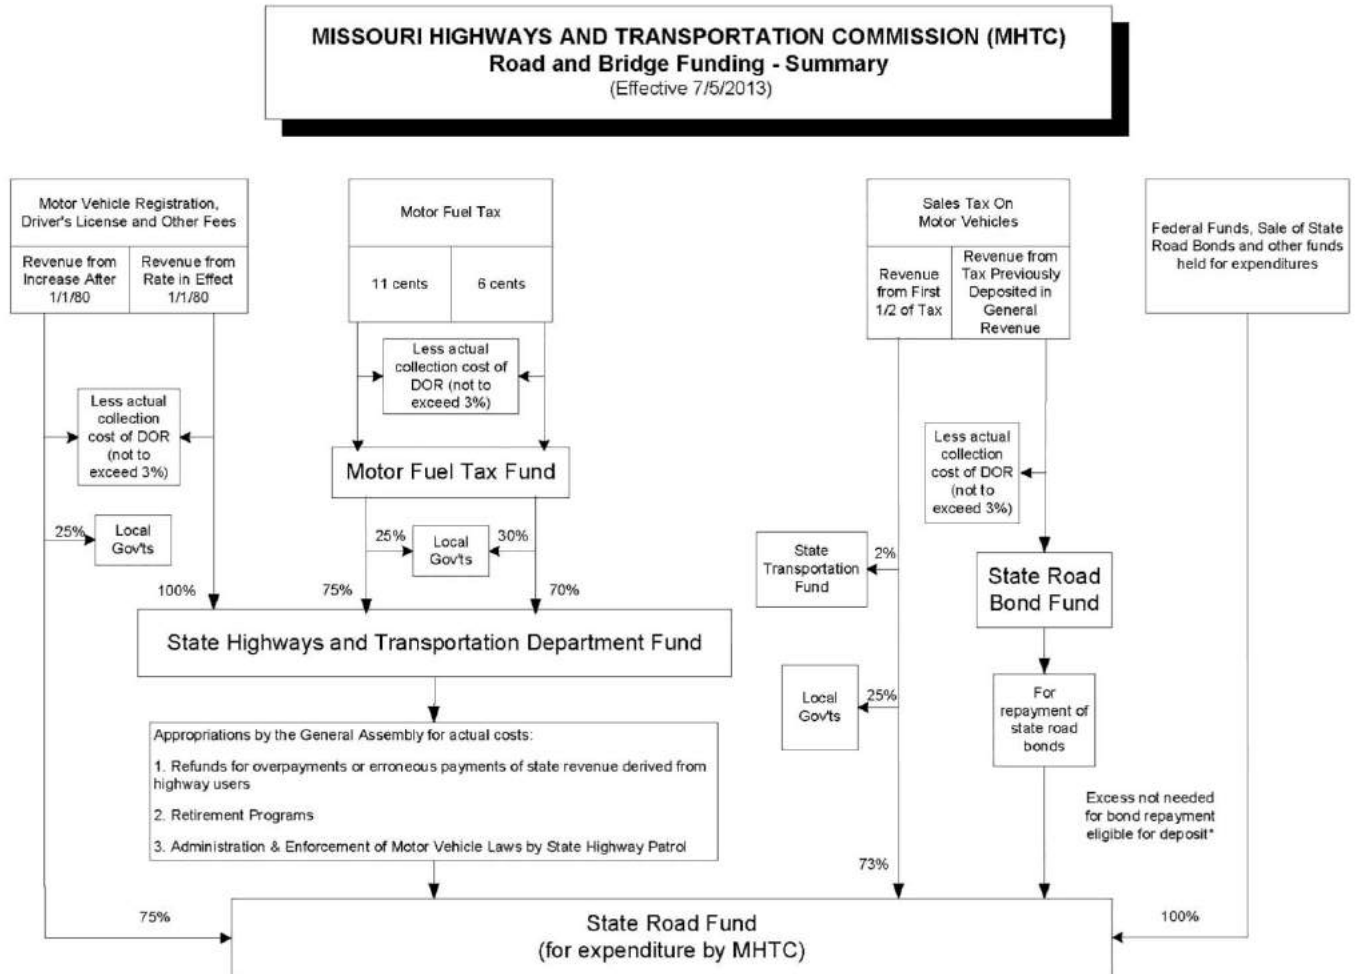 MISSOURI HIGHWAYS AND TRANSPORTATION COMMISSION (MHTC)
Road and Bridge Funding - Summary
(Effective 7/5/2013)
Motor Vehicle Registration,
Driver's License and Other Fees
Revenue from
Increase After
1/1/80
Revenue from
Rate in Effect
1/1/80
Motor Fuel Tax
11 cents
6 cents
Sales Tax On
Motor Vehicles
Revenue
from First
1/2 of Tax
Revenue from
Tax Previously
Deposited in
General
Revenue
Federal Funds, Sale of State
Road Bonds and other funds
held for expenditures
Less actual
collection cost of
DOR (not to
exceed 3%)
Less actual
collection
cost of DOR
(not to
exceed 3%)
Less actual
collection
cost of DOR
(not to
exceed 3%)
Motor Fuel Tax Fund
25%
Local
Gov'ts
25%
Local
Gov'ts
30%
State
Transportation
Fund
2%
State Road
Bond Fund
100%
75%
70%
State Highways and Transportation Department Fund
Local
Gov'ts
25%
For
repayment of
state road
bonds
Appropriations by the General Assembly for actual costs:
1. Refunds for overpayments or erroneous payments of state revenue derived from
highway users
2. Retirement Programs
3. Administration & Enforcement of Motor Vehicle Laws by State Highway Patrol
Excess not needed
for bond repayment
eligible for deposit*
73%
75%
State Road Fund
(for expenditure by MHTC)
100%